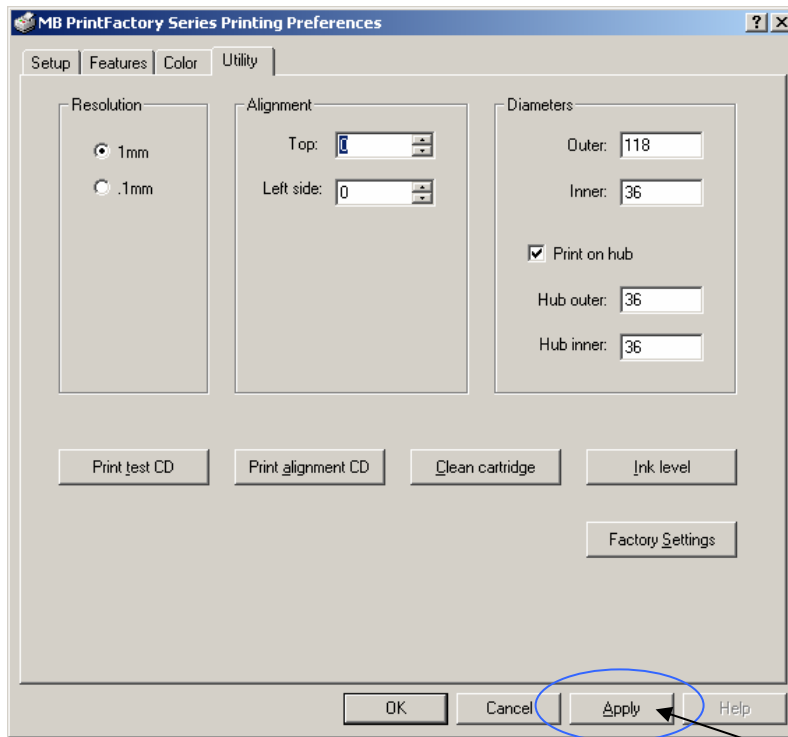 MB PrintFactory Series Printing Preferences
Setup Features Color Utility
Resolution
1mm
.1mm
Alignment
Top: 0
Left side: 0
Diameters
Outer: 118
Inner: 36
Print on hub
Hub outer: 36
Hub inner: 36
Print test CD Print alignment CD Clean cartridge Ink level
Factory Settings
OK Cancel Apply Help